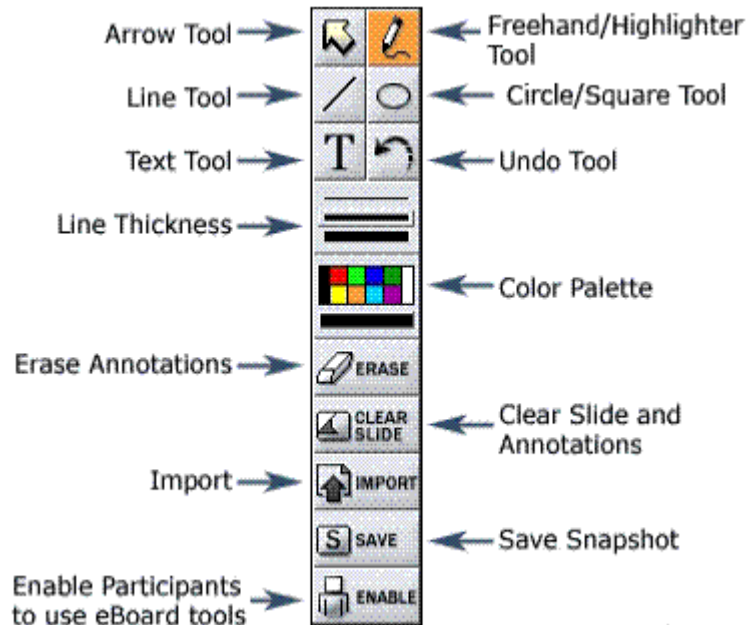 Arrow Tool
Freehand/Highlighter
Tool
Line Tool
Circle/Square Tool
T
Text Tool
Undo Tool
Line Thickness
Color Palette
Erase Annotations
ERASE
CLEAR
SLIDE
Clear Slide and
Annotations
Import
IMPORT
S SAVE
Save Snapshot
Enable Participants
to use eBoard tools
ENABLE